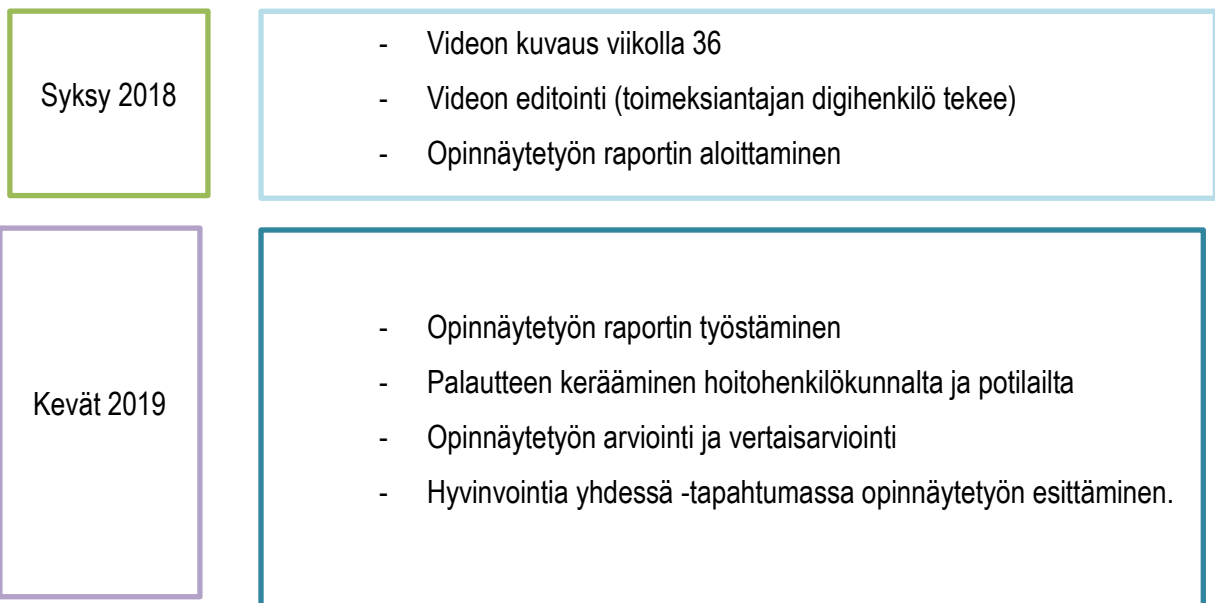 Syksy 2018
- Videon kuvaus viikolla 36
- Videon editointi (toimeksiantajan digihenkilö tekee)
- Opinnäytetyön raportin aloittaminen
Kevät 2019
- Opinnäytetyön raportin työstäminen
- Palautteen kerääminen hoitohenkilökunnalta ja potilailta
- Opinnäytetyön arviointi ja vertaisarviointi
- Hyvinvointia yhdessä -tapahtumassa opinnäytetyön esittäminen.